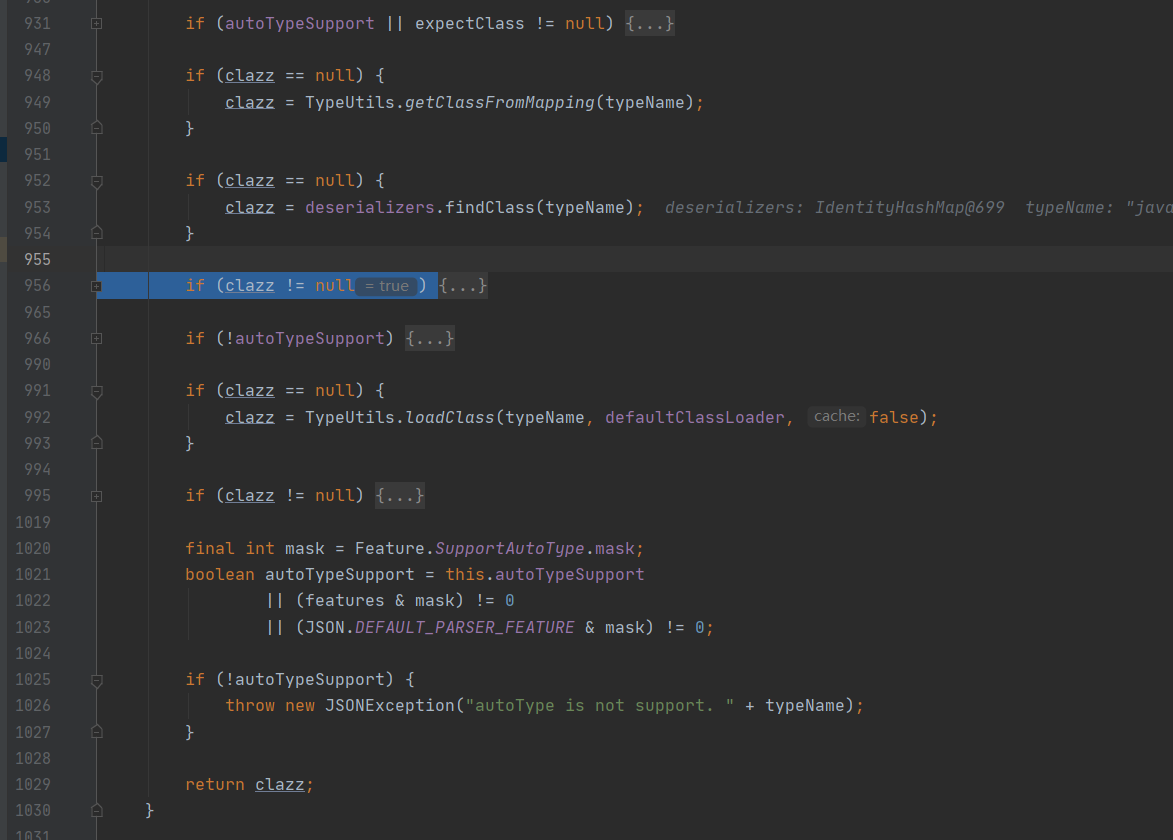 931 if (autoTypeSupport || expectClass != null) {...}
947
948 if (clazz == null) {
949 clazz = TypeUtils.getClassFromMapping(typeName);
950 }
951
952 if (clazz == null) {
953 clazz = deserializers.findClass(typeName); deserializers: IdentityHashMap@699 typeName: "java
954 }
955
956 if (clazz != null = true ) {...}
965
966 if (!autoTypeSupport) {...}
990
991 if (clazz == null) {
992 clazz = TypeUtils.loadClass(typeName, defaultClassLoader, cache: false);
993 }
994
995 if (clazz != null) {...}
1019
1020 final int mask = Feature.SupportAutoType.mask;
1021 boolean autoTypeSupport = this.autoTypeSupport
1022 || (features & mask) != 0
1023 || (JSON.DEFAULT_PARSER_FEATURE & mask) != 0;
1024
1025 if (!autoTypeSupport) {
1026 throw new JSONException("autoType is not support. " + typeName);
1027 }
1028
1029 return clazz;
1030 }
1031